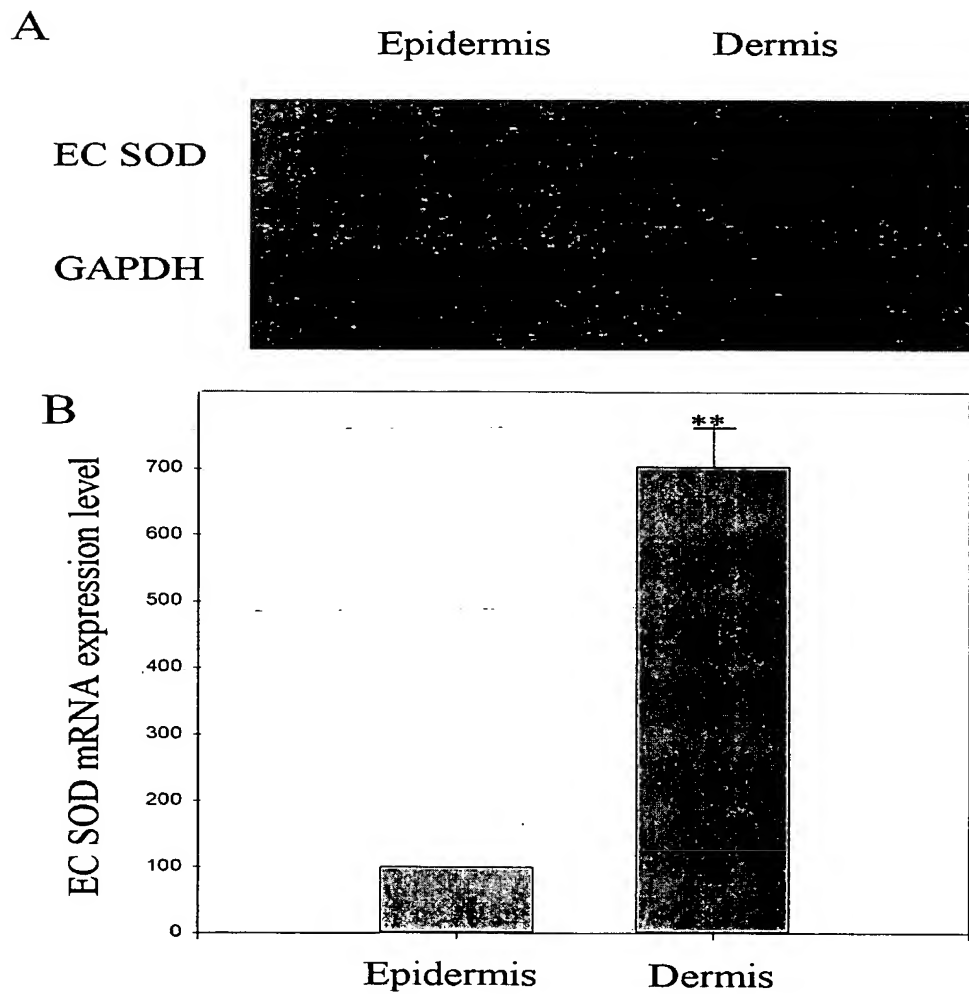 A
Epidermis Dermis
EC SOD
GAPDH
B
EC SOD mRNA expression level
700
600
500
400
300
200
100
0
**
Epidermis Dermis